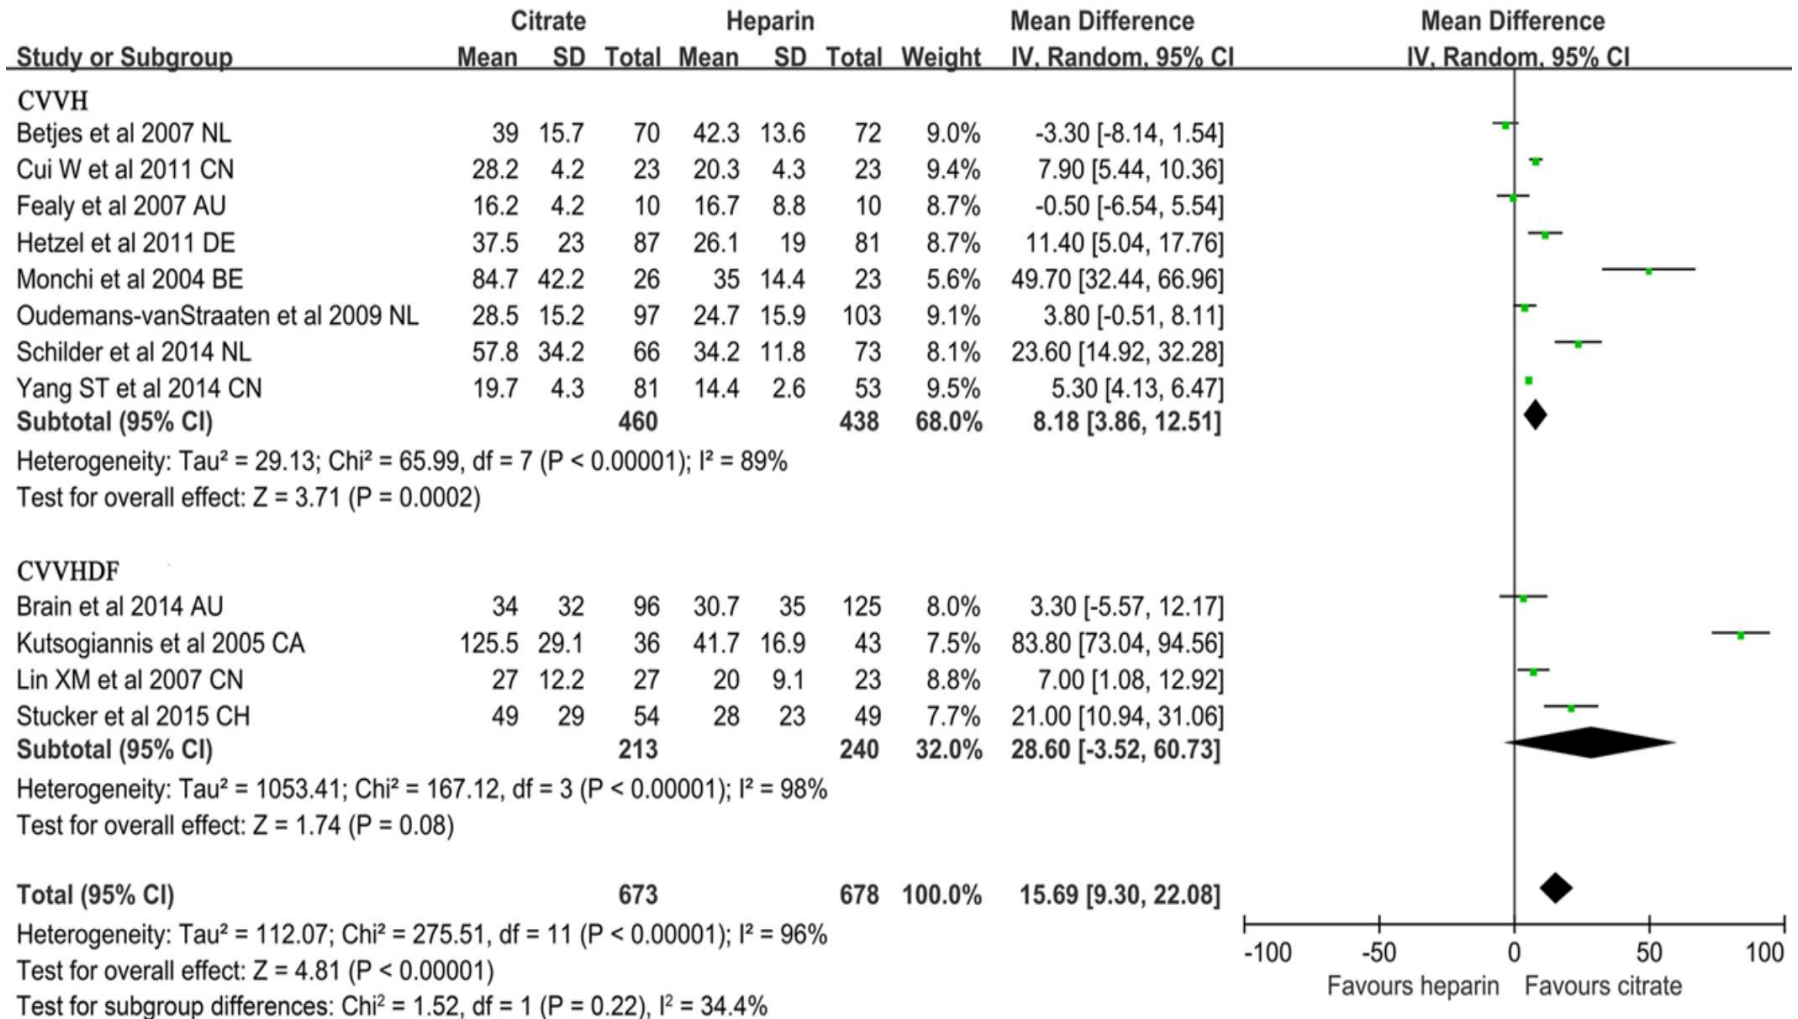 Citrate Heparin Mean Difference Mean Difference
Study or Subgroup Mean SD Total Mean SD Total Weight IV, Random, 95% CI IV, Random, 95% CI
CVVH
Betjes et al 2007 NL 39 15.7 70 42.3 13.6 72 9.0% -3.30 [-8.14, 1.54]
Cui W et al 2011 CN 28.2 4.2 23 20.3 4.3 23 9.4% 7.90 [5.44, 10.36]
Fealy et al 2007 AU 16.2 4.2 10 16.7 8.8 10 8.7% -0.50 [-6.54, 5.54]
Hetzel et al 2011 DE 37.5 23 87 26.1 19 81 8.7% 11.40 [5.04, 17.76]
Monchi et al 2004 BE 84.7 42.2 26 35 14.4 23 5.6% 49.70 [32.44, 66.96]
Oudemans-vanStraaten et al 2009 NL 28.5 15.2 97 24.7 15.9 103 9.1% 3.80 [-0.51, 8.11]
Schilder et al 2014 NL 57.8 34.2 66 34.2 11.8 73 8.1% 23.60 [14.92, 32.28]
Yang ST et al 2014 CN 19.7 4.3 81 14.4 2.6 53 9.5% 5.30 [4.13, 6.47]
Subtotal (95% CI) 460 438 68.0% 8.18 [3.86, 12.51]
Heterogeneity: Tau² = 29.13; Chi² = 65.99, df = 7 (P < 0.00001); I² = 89%
Test for overall effect: Z = 3.71 (P = 0.0002)
CVVHDF
Brain et al 2014 AU 34 32 96 30.7 35 125 8.0% 3.30 [-5.57, 12.17]
Kutsogiannis et al 2005 CA 125.5 29.1 36 41.7 16.9 43 7.5% 83.80 [73.04, 94.56]
Lin XM et al 2007 CN 27 12.2 27 20 9.1 23 8.8% 7.00 [1.08, 12.92]
Stucker et al 2015 CH 49 29 54 28 23 49 7.7% 21.00 [10.94, 31.06]
Subtotal (95% CI) 213 240 32.0% 28.60 [-3.52, 60.73]
Heterogeneity: Tau² = 1053.41; Chi² = 167.12, df = 3 (P < 0.00001); I² = 98%
Test for overall effect: Z = 1.74 (P = 0.08)
Total (95% CI) 673 678 100.0% 15.69 [9.30, 22.08]
Heterogeneity: Tau² = 112.07; Chi² = 275.51, df = 11 (P < 0.00001); I² = 96%
Test for overall effect: Z = 4.81 (P < 0.00001)
Test for subgroup differences: Chi² = 1.52, df = 1 (P = 0.22), I² = 34.4%
-100 -50 0 50 100
Favours heparin Favours citrate